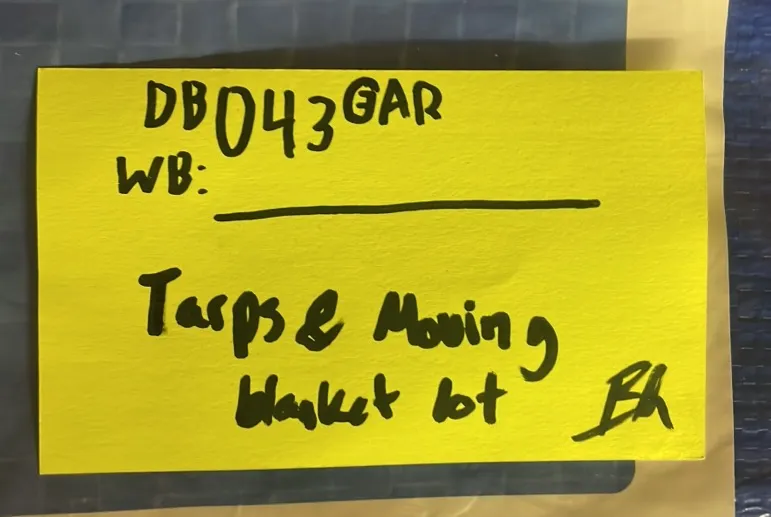 DB043GAR
WB:
Tarps & Moving
blanket lot